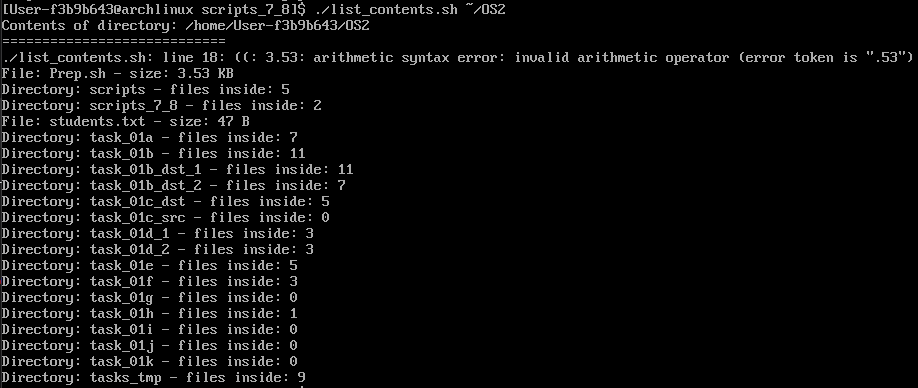 [User-f3b9b643@archlinux scripts_7_8]$ ./list_contents.sh ~/OS2
Contents of directory: /home/User-f3b9b643/OS2
============================
./list_contents.sh: line 18: ((: 3.53: arithmetic syntax error: invalid arithmetic operator (error token is ".53")
File: Prep.sh - size: 3.53 KB
Directory: scripts - files inside: 5
Directory: scripts_7_8 - files inside: 2
File: students.txt - size: 47 B
Directory: task_01a - files inside: 7
Directory: task_01b - files inside: 11
Directory: task_01b_dst_1 - files inside: 11
Directory: task_01b_dst_2 - files inside: 7
Directory: task_01c_dst - files inside: 5
Directory: task_01c_src - files inside: 0
Directory: task_01d_1 - files inside: 3
Directory: task_01d_2 - files inside: 3
Directory: task_01e - files inside: 5
Directory: task_01f - files inside: 3
Directory: task_01g - files inside: 0
Directory: task_01h - files inside: 1
Directory: task_01i - files inside: 0
Directory: task_01j - files inside: 0
Directory: task_01k - files inside: 0
Directory: tasks_tmp - files inside: 9